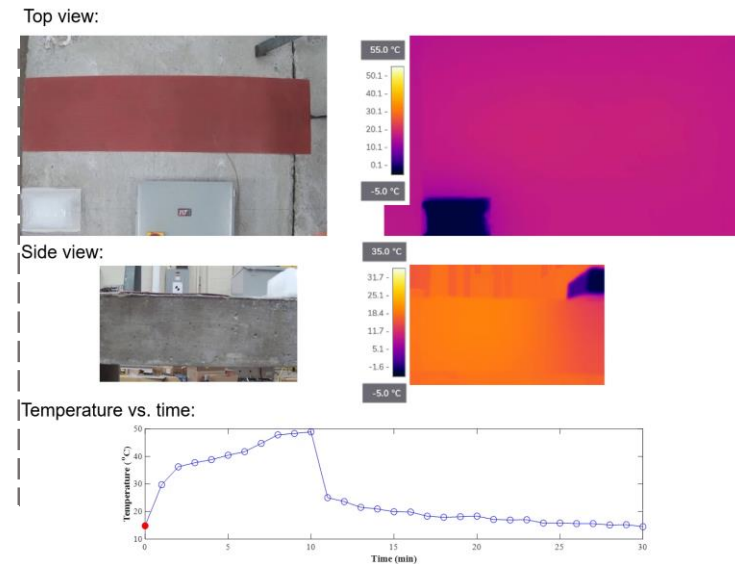 Top view:
55.0 °C
50.1 -
40.1 -
30.1 -
20.1 -
10.1 -
0.1 -
-5.0 °C
Side view:
35.0 °C
31.7 -
25.1 -
18.4 -
11.7 -
5.1 -
-1.6 -
-5.0 °C
Temperature vs. time:
50
40
30
20
10
Temperature (°C)
0 5 10 15 20 25 30
Time (min)